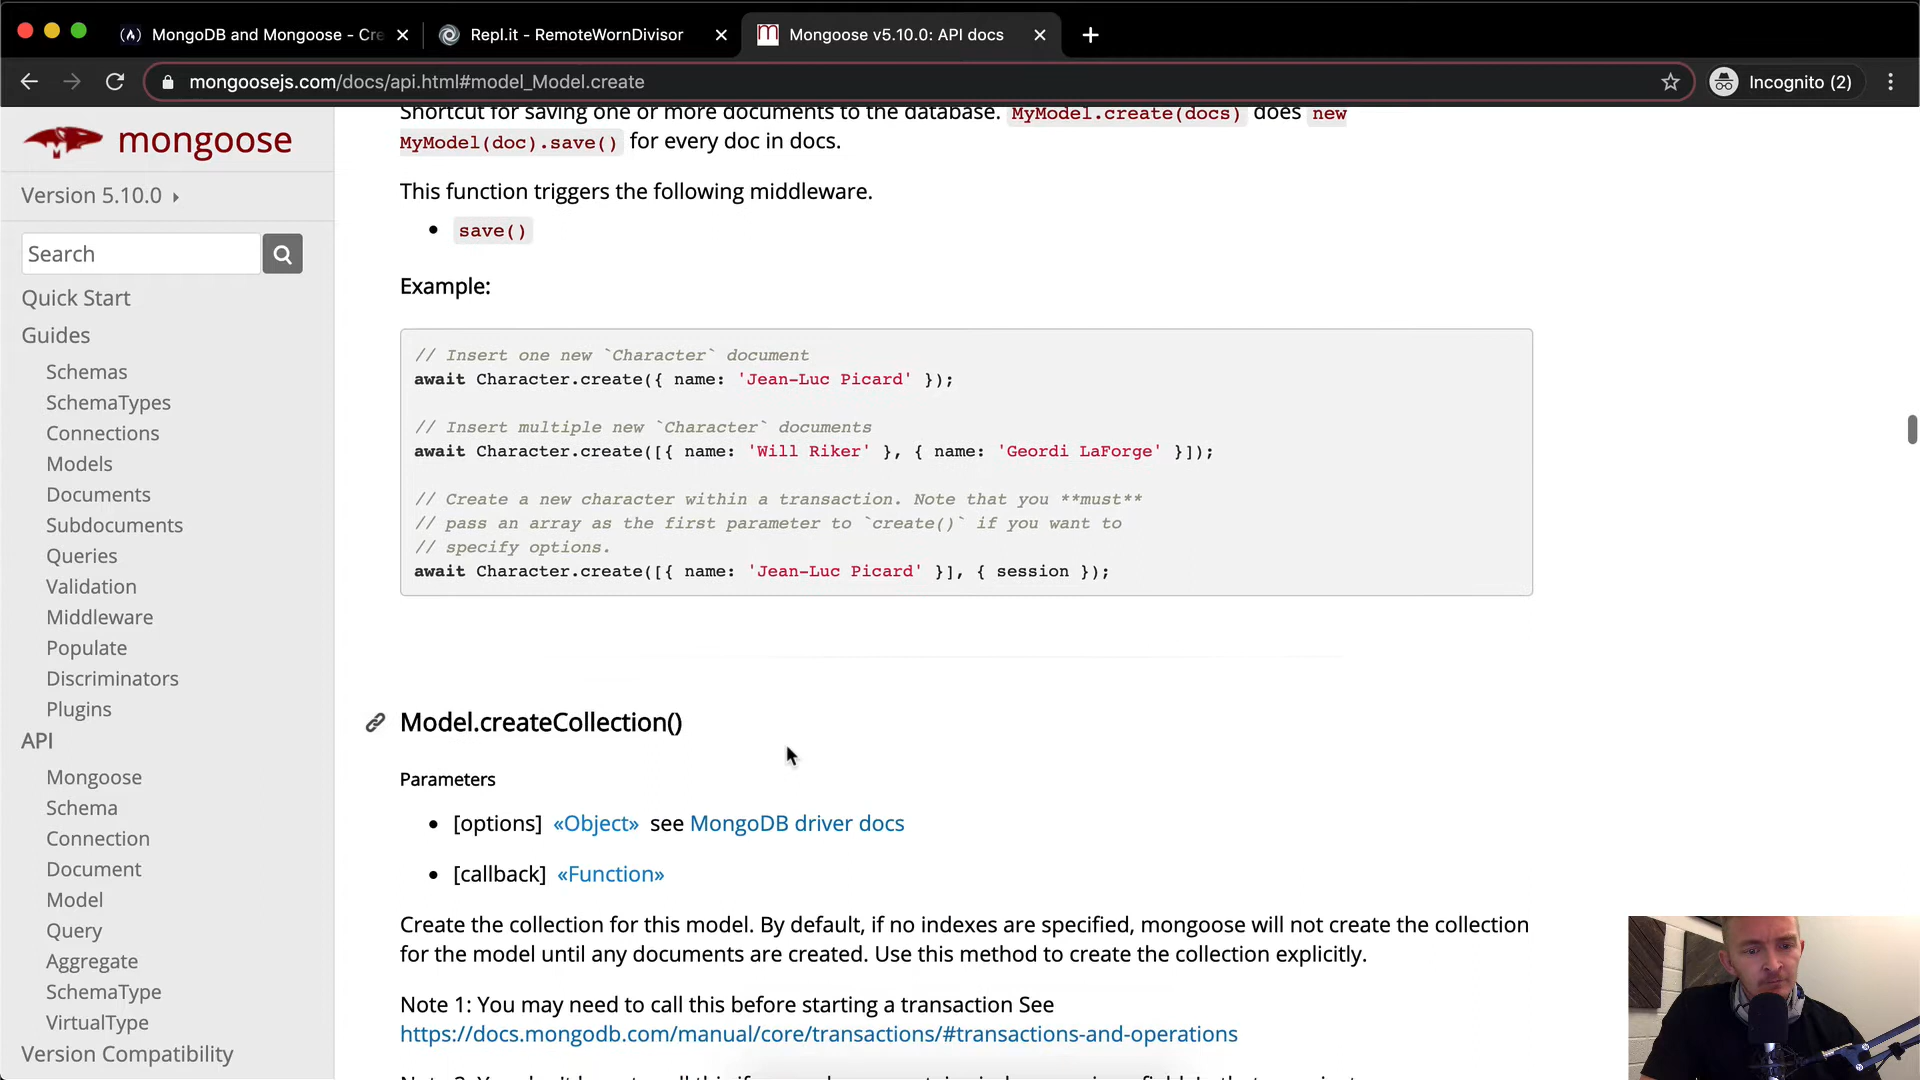 MongoDB and Mongoose - Cre
Repl.it - RemoteWornDivisor
Mongoose v5.10.0: API docs
mongoosejs.com/docs/api.html#model_Model.create
Incognito (2)
mongoose
Version 5.10.0
Search
Quick Start
Guides
Schemas
SchemaTypes
Connections
Models
Documents
Subdocuments
Queries
Validation
Middleware
Populate
Discriminators
Plugins
API
Mongoose
Schema
Connection
Document
Model
Query
Aggregate
SchemaType
VirtualType
Version Compatibility
Shortcut for saving one or more documents to the database. MyModel.create(docs) does new
MyModel(doc).save() for every doc in docs.
This function triggers the following middleware.
save()
Example:
// Insert one new `Character` document
await Character.create({ name: 'Jean-Luc Picard' });
// Insert multiple new `Character` documents
await Character.create([{ name: 'Will Riker' }, { name: 'Geordi LaForge' }]);
// Create a new character within a transaction. Note that you **must**
// pass an array as the first parameter to `create()` if you want to
// specify options.
await Character.create([{ name: 'Jean-Luc Picard' }], { session });
Model.createCollection()
Parameters
[options] «Object» see MongoDB driver docs
[callback] «Function»
Create the collection for this model. By default, if no indexes are specified, mongoose will not create the collection
for the model until any documents are created. Use this method to create the collection explicitly.
Note 1: You may need to call this before starting a transaction See
https://docs.mongodb.com/manual/core/transactions/#transactions-and-operations